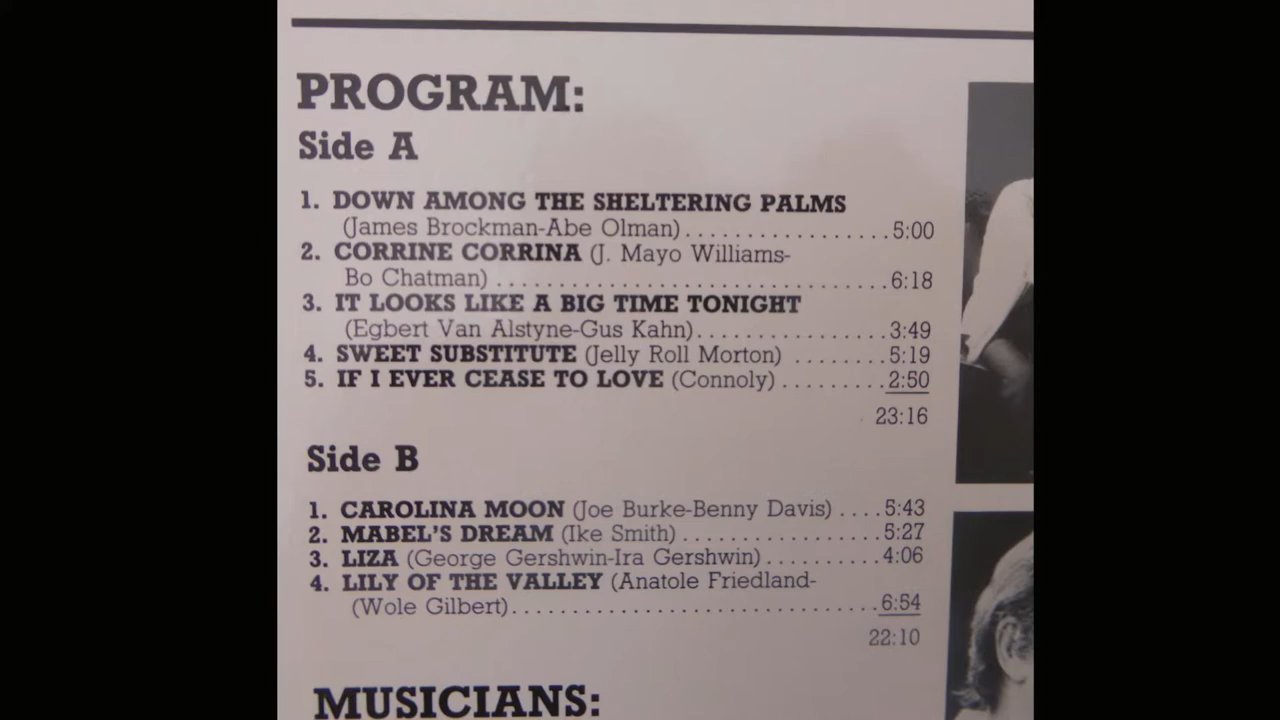 PROGRAM:
Side A
1. DOWN AMONG THE SHELTERING PALMS
(James Brockman-Abe Olman)................5:00
2. CORRINE CORRINA (J. Mayo Williams-
Bo Chatman)................................6:18
3. IT LOOKS LIKE A BIG TIME TONIGHT
(Egbert Van Alstyne-Gus Kahn)...............3:49
4. SWEET SUBSTITUTE (Jelly Roll Morton) ........5:19
5. IF I EVER CEASE TO LOVE (Connoly).........2:50
23:16
Side B
1. CAROLINA MOON (Joe Burke-Benny Davis)....5:43
2. MABEL'S DREAM (Ike Smith).................5:27
3. LIZA (George Gershwin-Ira Gershwin)..........4:06
4. LILY OF THE VALLEY (Anatole Friedland-
(Wole Gilbert)...............................6:54
22:10
MUSICIANS: